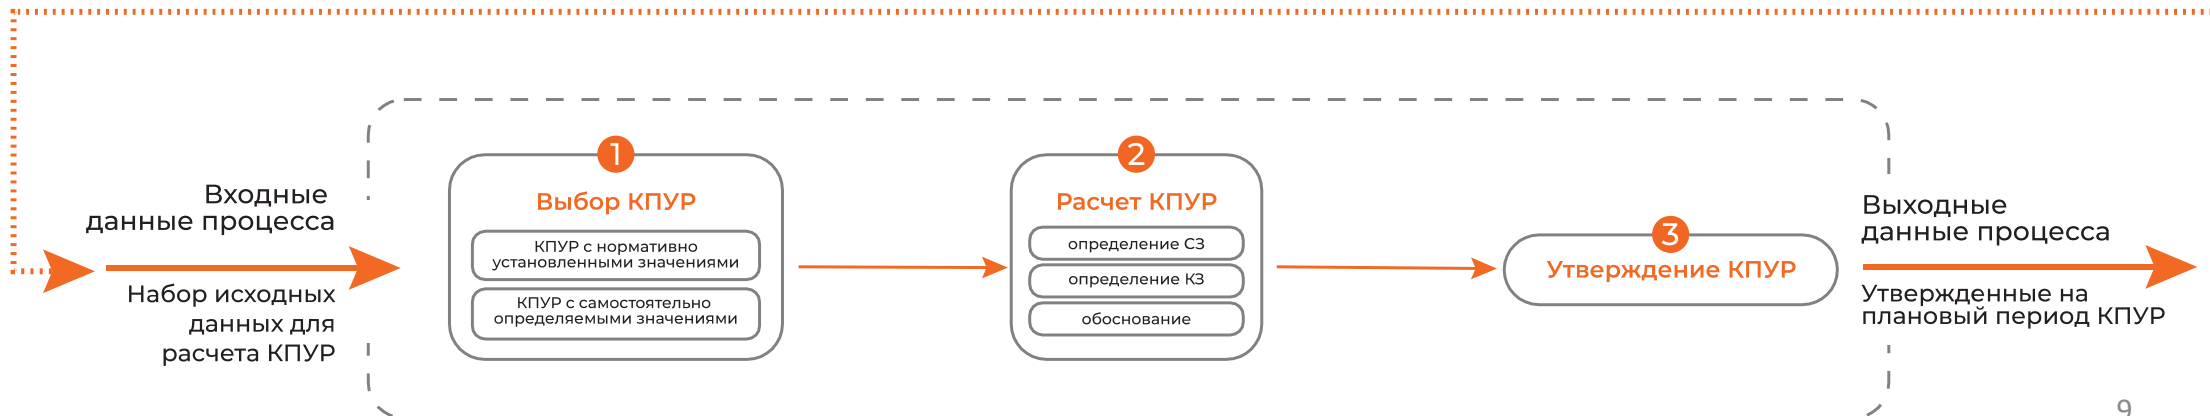 Входные
данные процесса
Набор исходных
данных для
расчета КПУР
1
Выбор КПУР
КПУР с нормативно
установленными значениями
КПУР с самостоятельно
определяемыми значениями
2
Расчет КПУР
определение СЗ
определение КЗ
обоснование
3
Утверждение КПУР
Выходные
данные процесса
Утвержденные на
плановый период КПУР
9